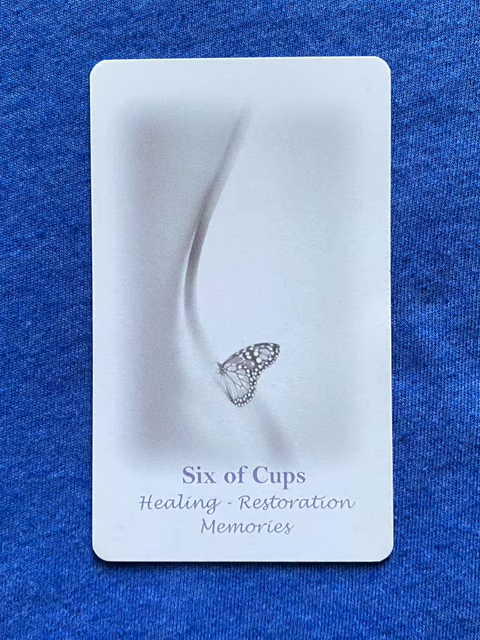 Six of Cups
Healing - Restoration
Memories